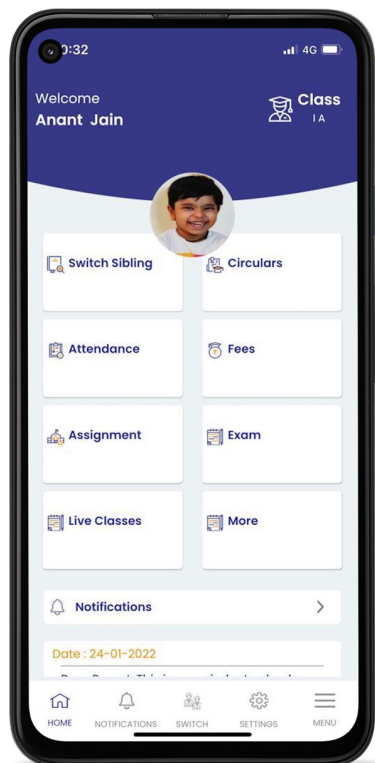 0:32
4G
Welcome
Anant Jain
Class
I A
Switch Sibling
Circulars
Attendance
Fees
Assignment
Exam
Live Classes
More
Notifications
Date : 24-01-2022
HOME
NOTIFICATIONS
SWITCH
SETTINGS
MENU